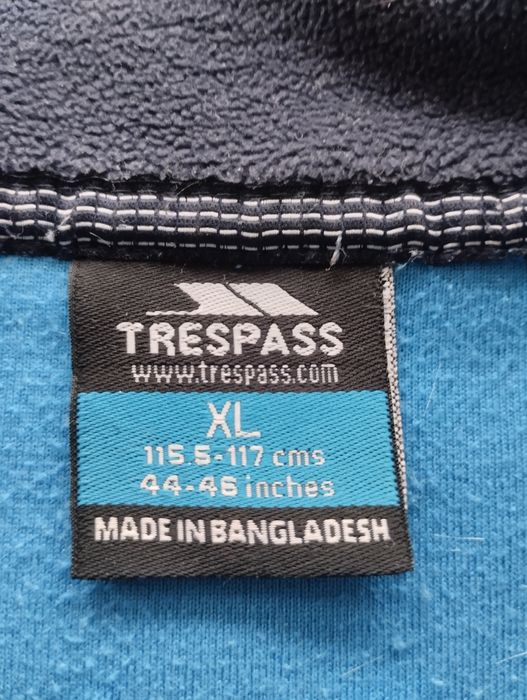 TRESPASS
www.trespass.com
XL
115.5-117 cms
44-46 inches
MADE IN BANGLADESH